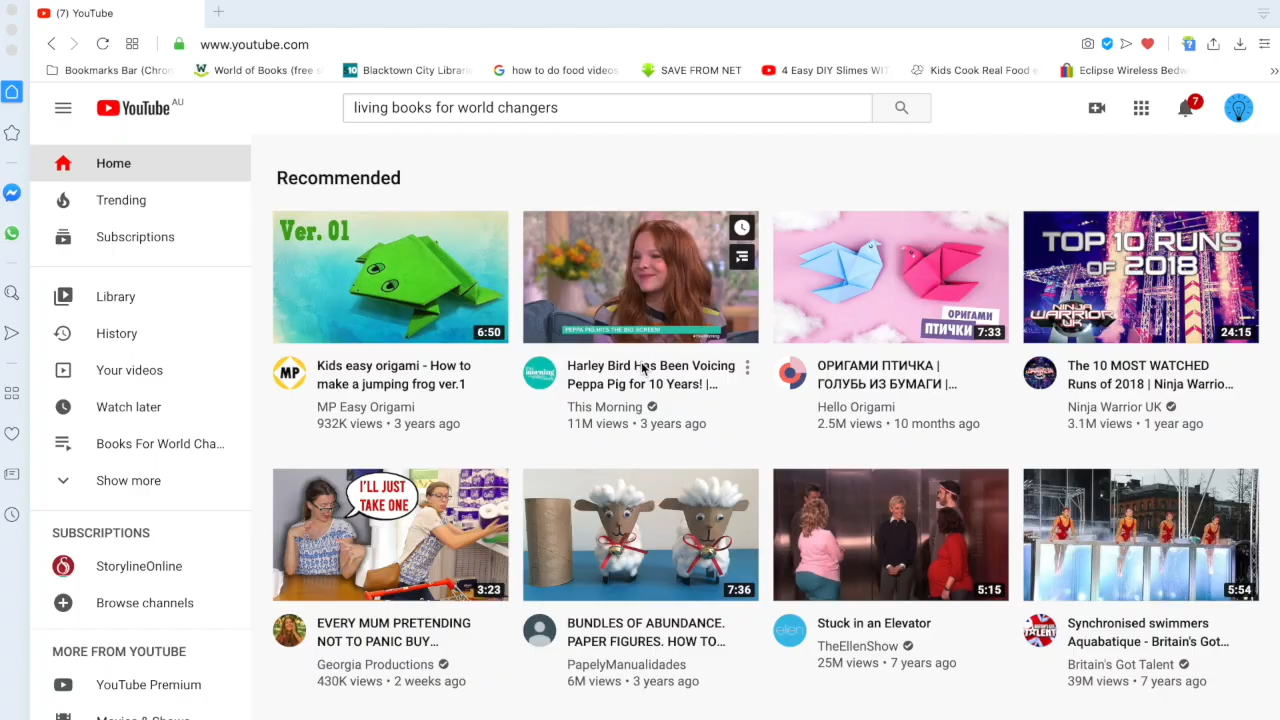 (7) YouTube
www.youtube.com
Bookmarks Bar (Chron
World of Books (free s
Blacktown City Librari
how to do food videos
SAVE FROM NET
4 Easy DIY Slimes WIT
Kids Cook Real Food e
Eclipse Wireless Bedw
YouTube AU
living books for world changers
7
Home
Trending
Subscriptions
Library
History
Your videos
Watch later
Books For World Cha...
Show more
SUBSCRIPTIONS
StorylineOnline
Browse channels
MORE FROM YOUTUBE
YouTube Premium
Movies & Shows
Recommended
Ver. 01
6:50
MP
Kids easy origami - How to
make a jumping frog ver.1
MP Easy Origami
932K views • 3 years ago
PEPPA PIG HITS THE BIG SCREEN!
morning
Harley Bird Has Been Voicing
Peppa Pig for 10 Years! |...
This Morning
11M views • 3 years ago
ОРИГАМИ
ПТИЧКИ
7:33
ОРИГАМИ ПТИЧКА |
ГОЛУБЬ ИЗ БУМАГИ |...
Hello Origami
2.5M views • 10 months ago
TOP 10 RUNS
OF 2018
NINJA
WARRIOR
UK
24:15
The 10 MOST WATCHED
Runs of 2018 | Ninja Warrio...
Ninja Warrior UK
3.1M views • 1 year ago
I'LL JUST
TAKE ONE
3:23
EVERY MUM PRETENDING
NOT TO PANIC BUY...
Georgia Productions
430K views • 2 weeks ago
7:36
BUNDLES OF ABUNDANCE.
PAPER FIGURES. HOW TO...
PapelyManualidades
6M views • 3 years ago
5:15
ellen
Stuck in an Elevator
TheEllenShow
25M views • 7 years ago
5:54
TALENT
Synchronised swimmers
Aquabatique - Britain's Got...
Britain's Got Talent
39M views • 7 years ago